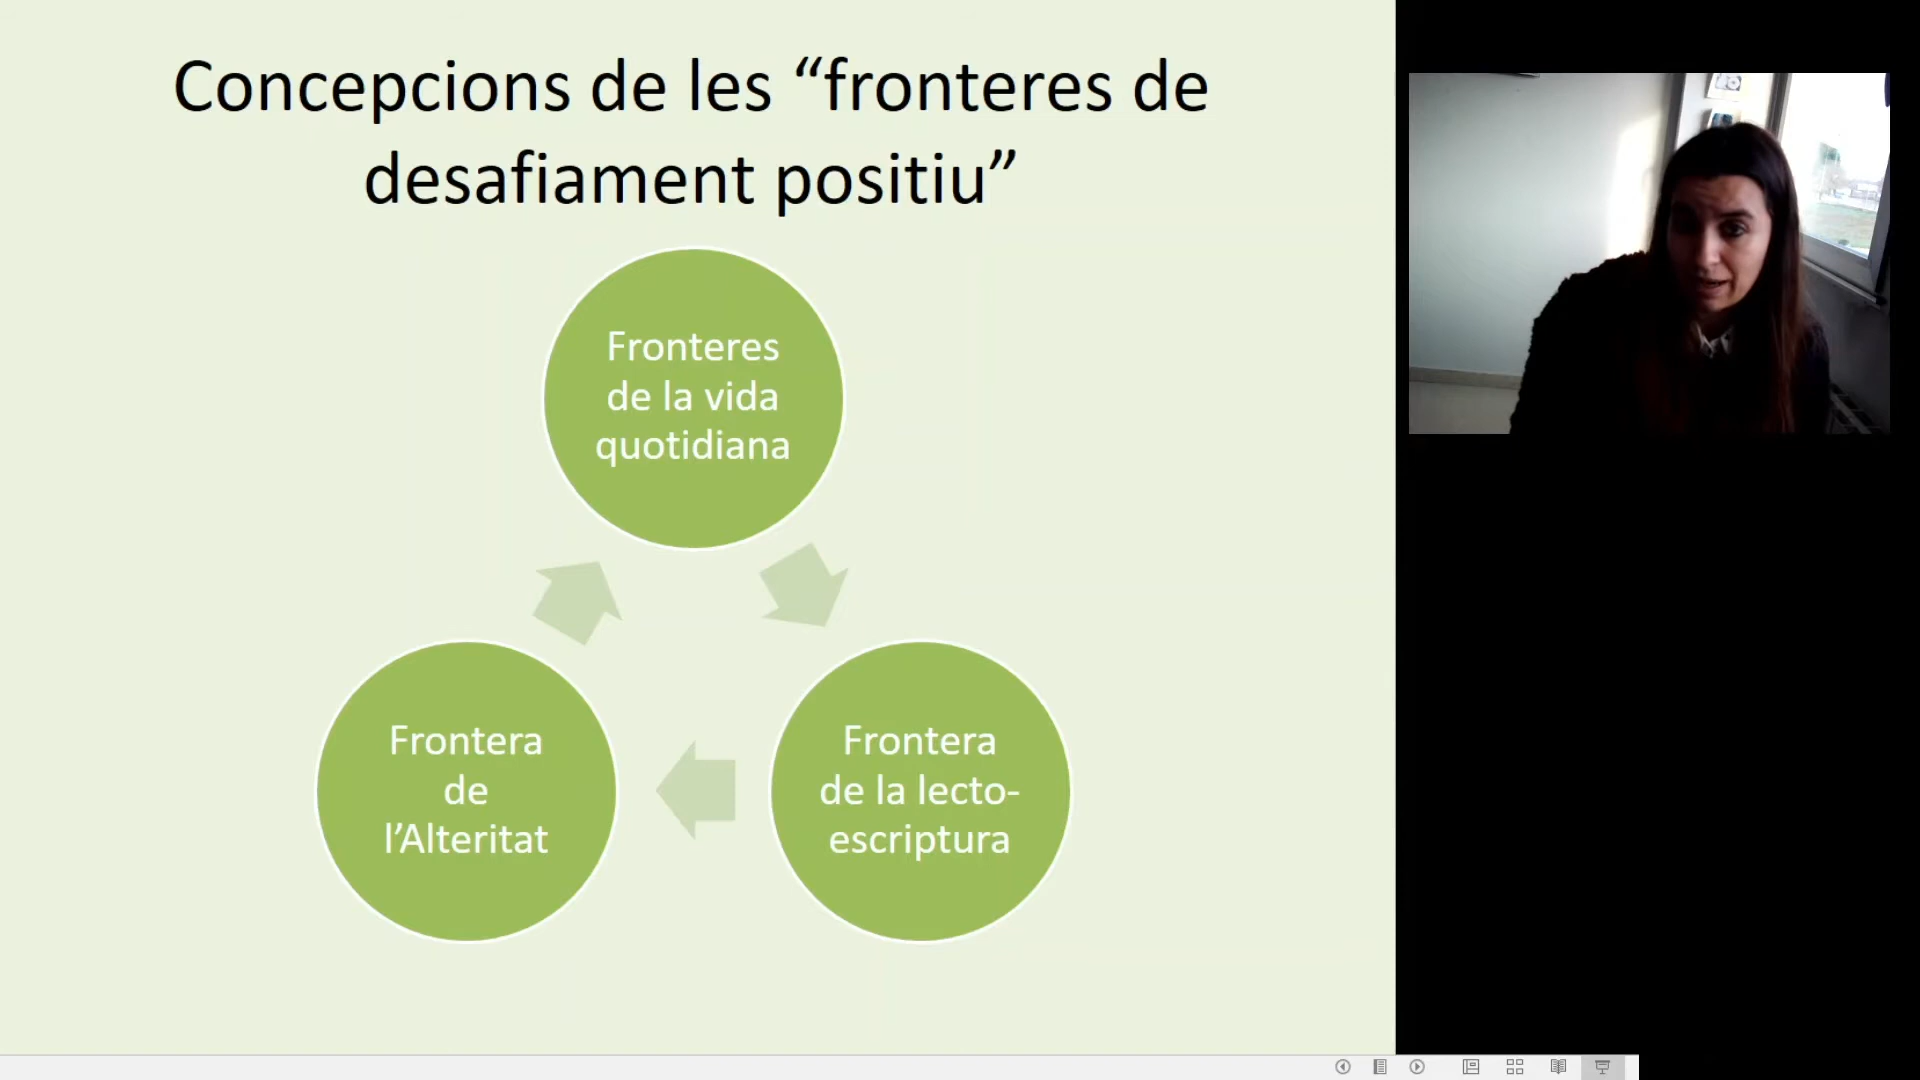 Concepcions de les “fronteres de
desafiament positiu”
Fronteres
de la vida
quotidiana
Frontera
de
l’Alteritat
Frontera
de la lecto-
escriptura